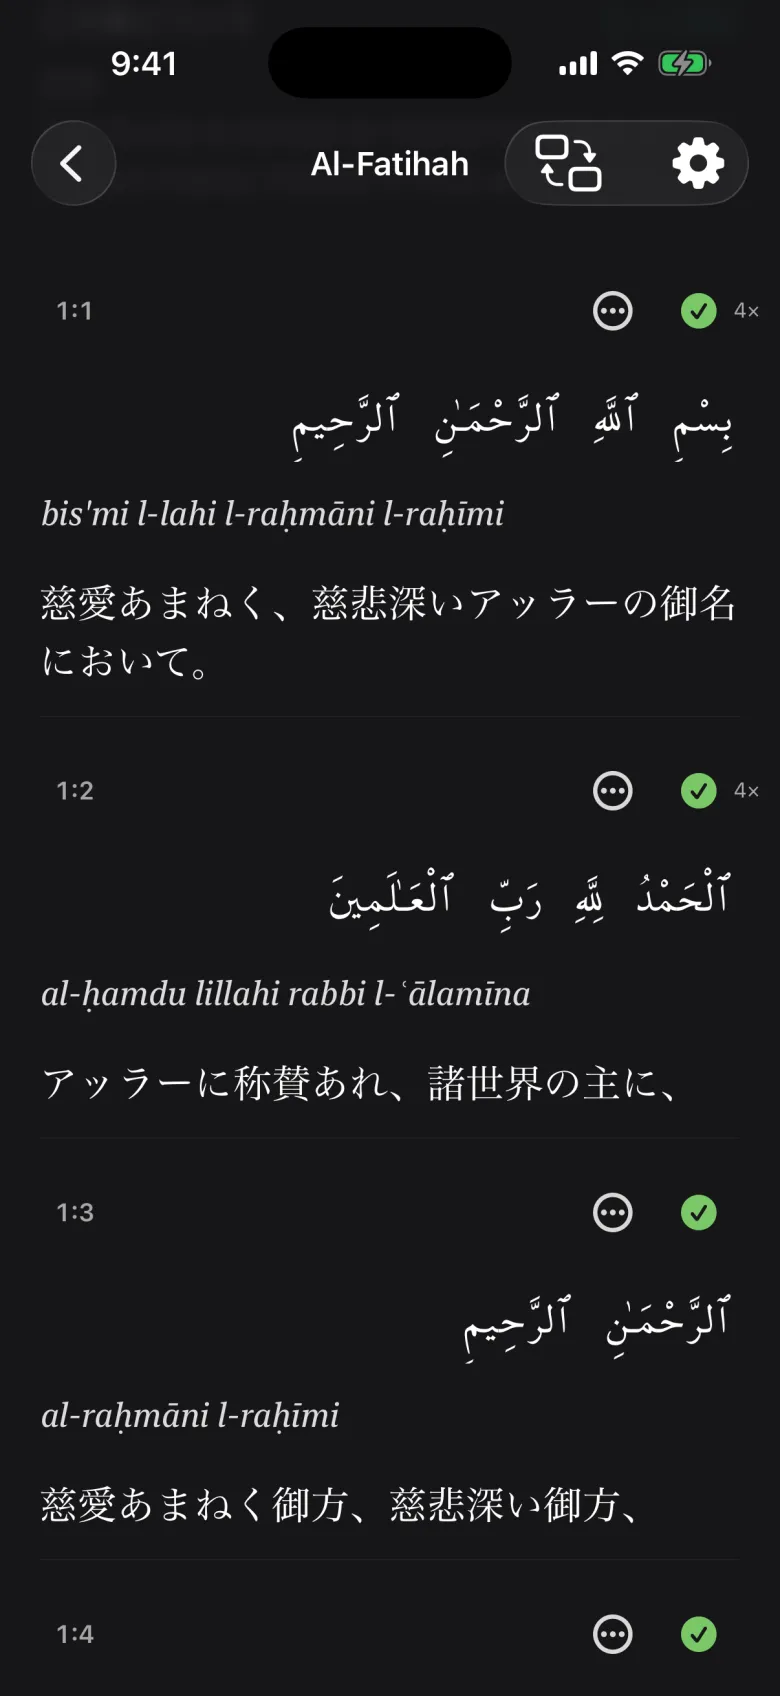 9:41
Al-Fatihah
1:1
4×
بِسْمِ ٱللَّهِ ٱلرَّحْمَـٰنِ ٱلرَّحِيمِ
bis'mi l-lahi l-raḥmāni l-raḥīmi
慈愛あまねく、慈悲深いアッラーの御名
において。
1:2
4×
ٱلْحَمْدُ لِلَّهِ رَبِّ ٱلْعَـٰلَمِينَ
al-ḥamdu lillahi rabbi l-ʿālamīna
アッラーに称賛あれ、諸世界の主に、
1:3
ٱلرَّحْمَـٰنِ ٱلرَّحِيمِ
al-raḥmāni l-raḥīmi
慈愛あまねく御方、慈悲深い御方、
1:4